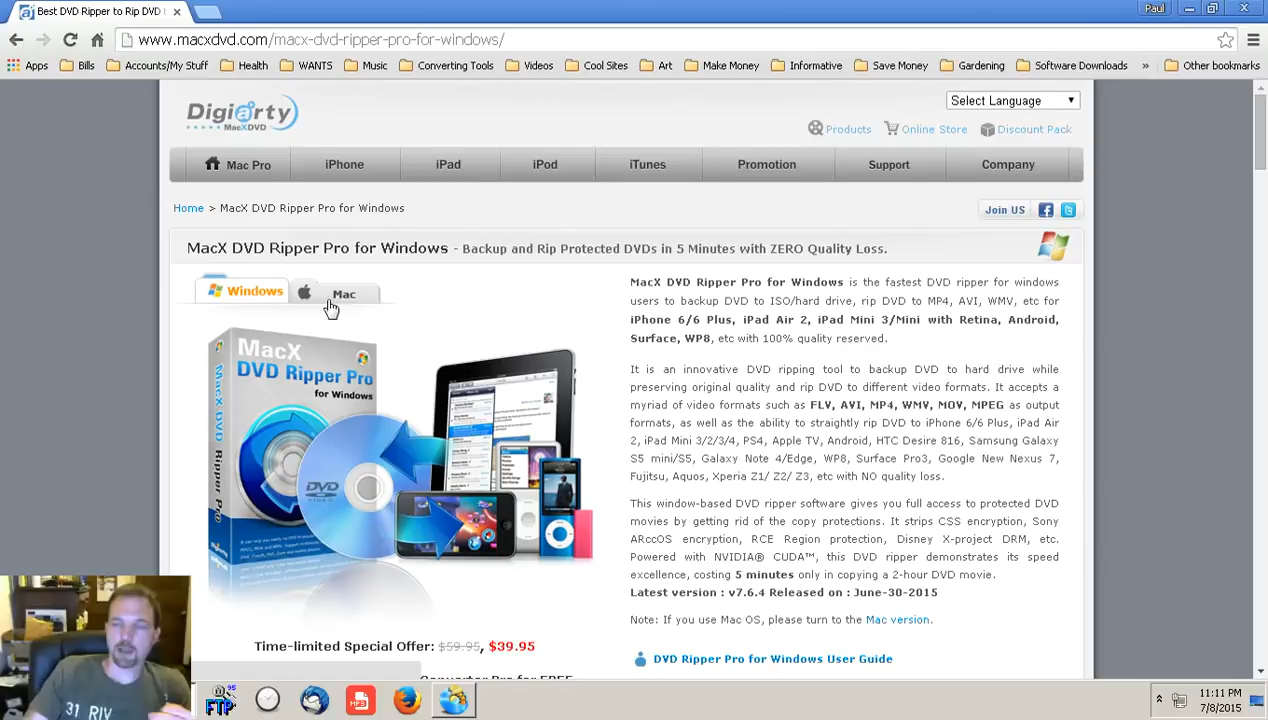 Best DVD Ripper to Rip DVD
Paul
www.macxdvd.com/macx-dvd-ripper-pro-for-windows/
Apps Bills Accounts/My Stuff Health WANTS Music Converting Tools Videos Cool Sites Art Make Money Informative Save Money Gardening Software Downloads » Other bookmarks
Digiarty
MacXDVD
Select Language
Products Online Store Discount Pack
Mac Pro iPhone iPad iPod iTunes Promotion Support Company
Home > MacX DVD Ripper Pro for Windows
Join US
MacX DVD Ripper Pro for Windows - Backup and Rip Protected DVDs in 5 Minutes with ZERO Quality Loss.
Windows Mac
MacX
DVD Ripper Pro
for Windows
MacX DVD Ripper Pro
DVD
VIDEO
MacX DVD Ripper Pro for Windows is the fastest DVD ripper for windows
users to backup DVD to ISO/hard drive, rip DVD to MP4, AVI, WMV, etc for
iPhone 6/6 Plus, iPad Air 2, iPad Mini 3/Mini with Retina, Android,
Surface, WP8, etc with 100% quality reserved.
It is an innovative DVD ripping tool to backup DVD to hard drive while
preserving original quality and rip DVD to different video formats. It accepts a
myriad of video formats such as FLV, AVI, MP4, WMV, MOV, MPEG as output
formats, as well as the ability to straightly rip DVD to iPhone 6/6 Plus, iPad Air
2, iPad Mini 3/2/3/4, PS4, Apple TV, Android, HTC Desire 816, Samsung Galaxy
S5 mini/S5, Galaxy Note 4/Edge, WP8, Surface Pro3, Google New Nexus 7,
Fujitsu, Aquos, Xperia Z1/ Z2/ Z3, etc with NO quality loss.
This window-based DVD ripper software gives you full access to protected DVD
movies by getting rid of the copy protections. It strips CSS encryption, Sony
ARccOS encryption, RCE Region protection, Disney X-project DRM, etc.
Powered with NVIDIA® CUDA™, this DVD ripper demonstrates its speed
excellence, costing 5 minutes only in copying a 2-hour DVD movie.
Latest version : v7.6.4 Released on : June-30-2015
Note: If you use Mac OS, please turn to the Mac version.
DVD Ripper Pro for Windows User Guide
Time-limited Special Offer: $59.95, $39.95
Converter Pro for FREE
31 RIV
FTP
95
MP3
11:11 PM
7/8/2015